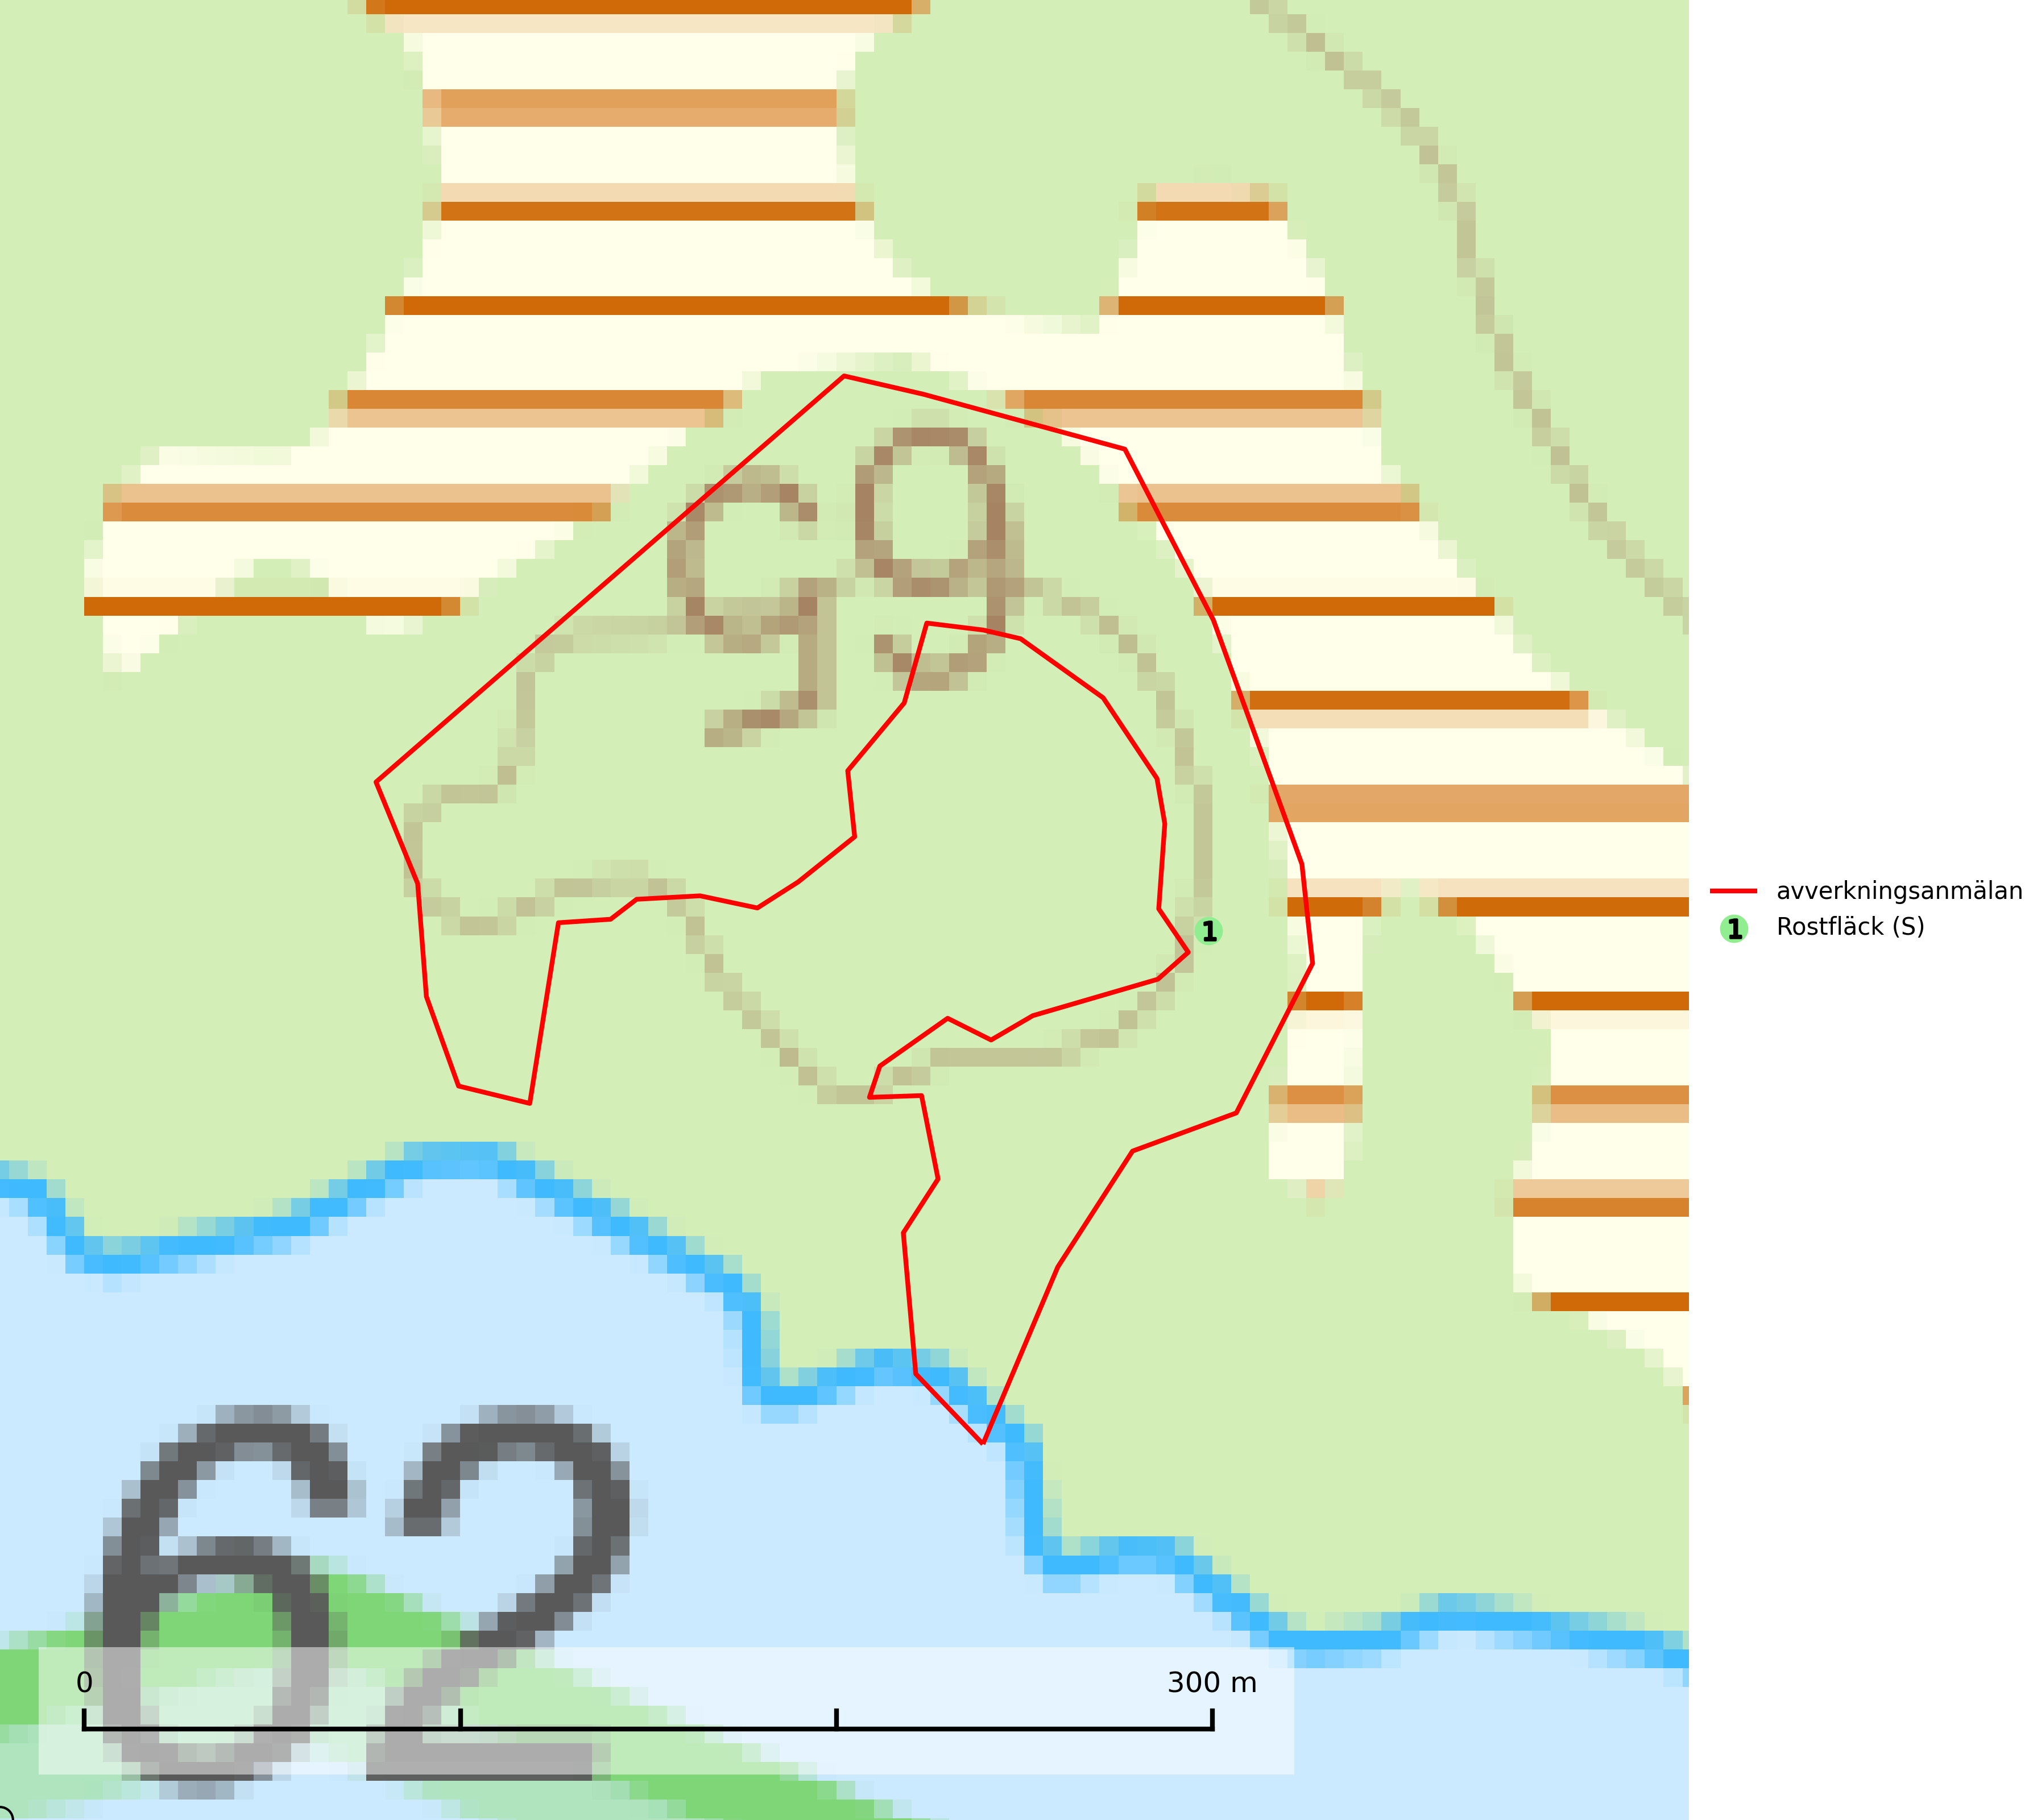 99
62
avverkningsanmälan
1 Rostfläck (S)
1
0 300 m